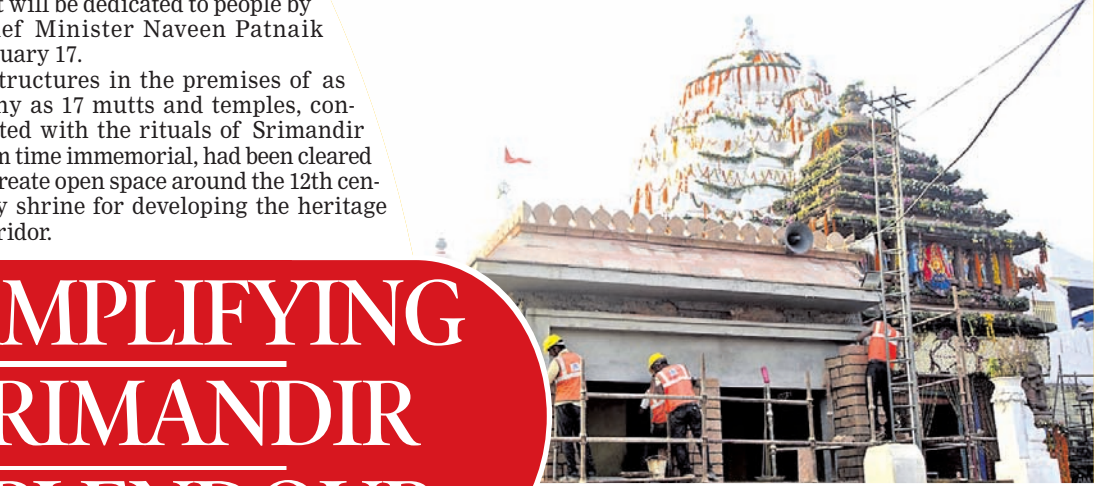 t will be dedicated to people by
ef Minister Naveen Patnaik
uary 17.
tructures in the premises of as
ny as 17 mutts and temples, con-
ted with the rituals of Srimandir
m time immemorial, had been cleared
reate open space around the 12th cen-
y shrine for developing the heritage
ridor.
MPLIFYING
RIMANDIR